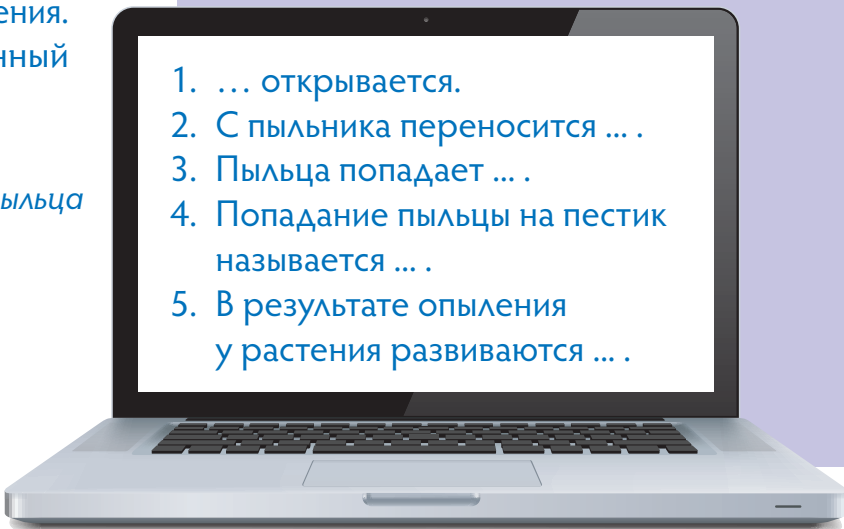 ения.
нный
ыльца
1. ... открывается.
2. С пыльника переносится ... .
3. Пыльца попадает ... .
4. Попадание пыльцы на пестик
называется ... .
5. В результате опыления
у растения развиваются ... .